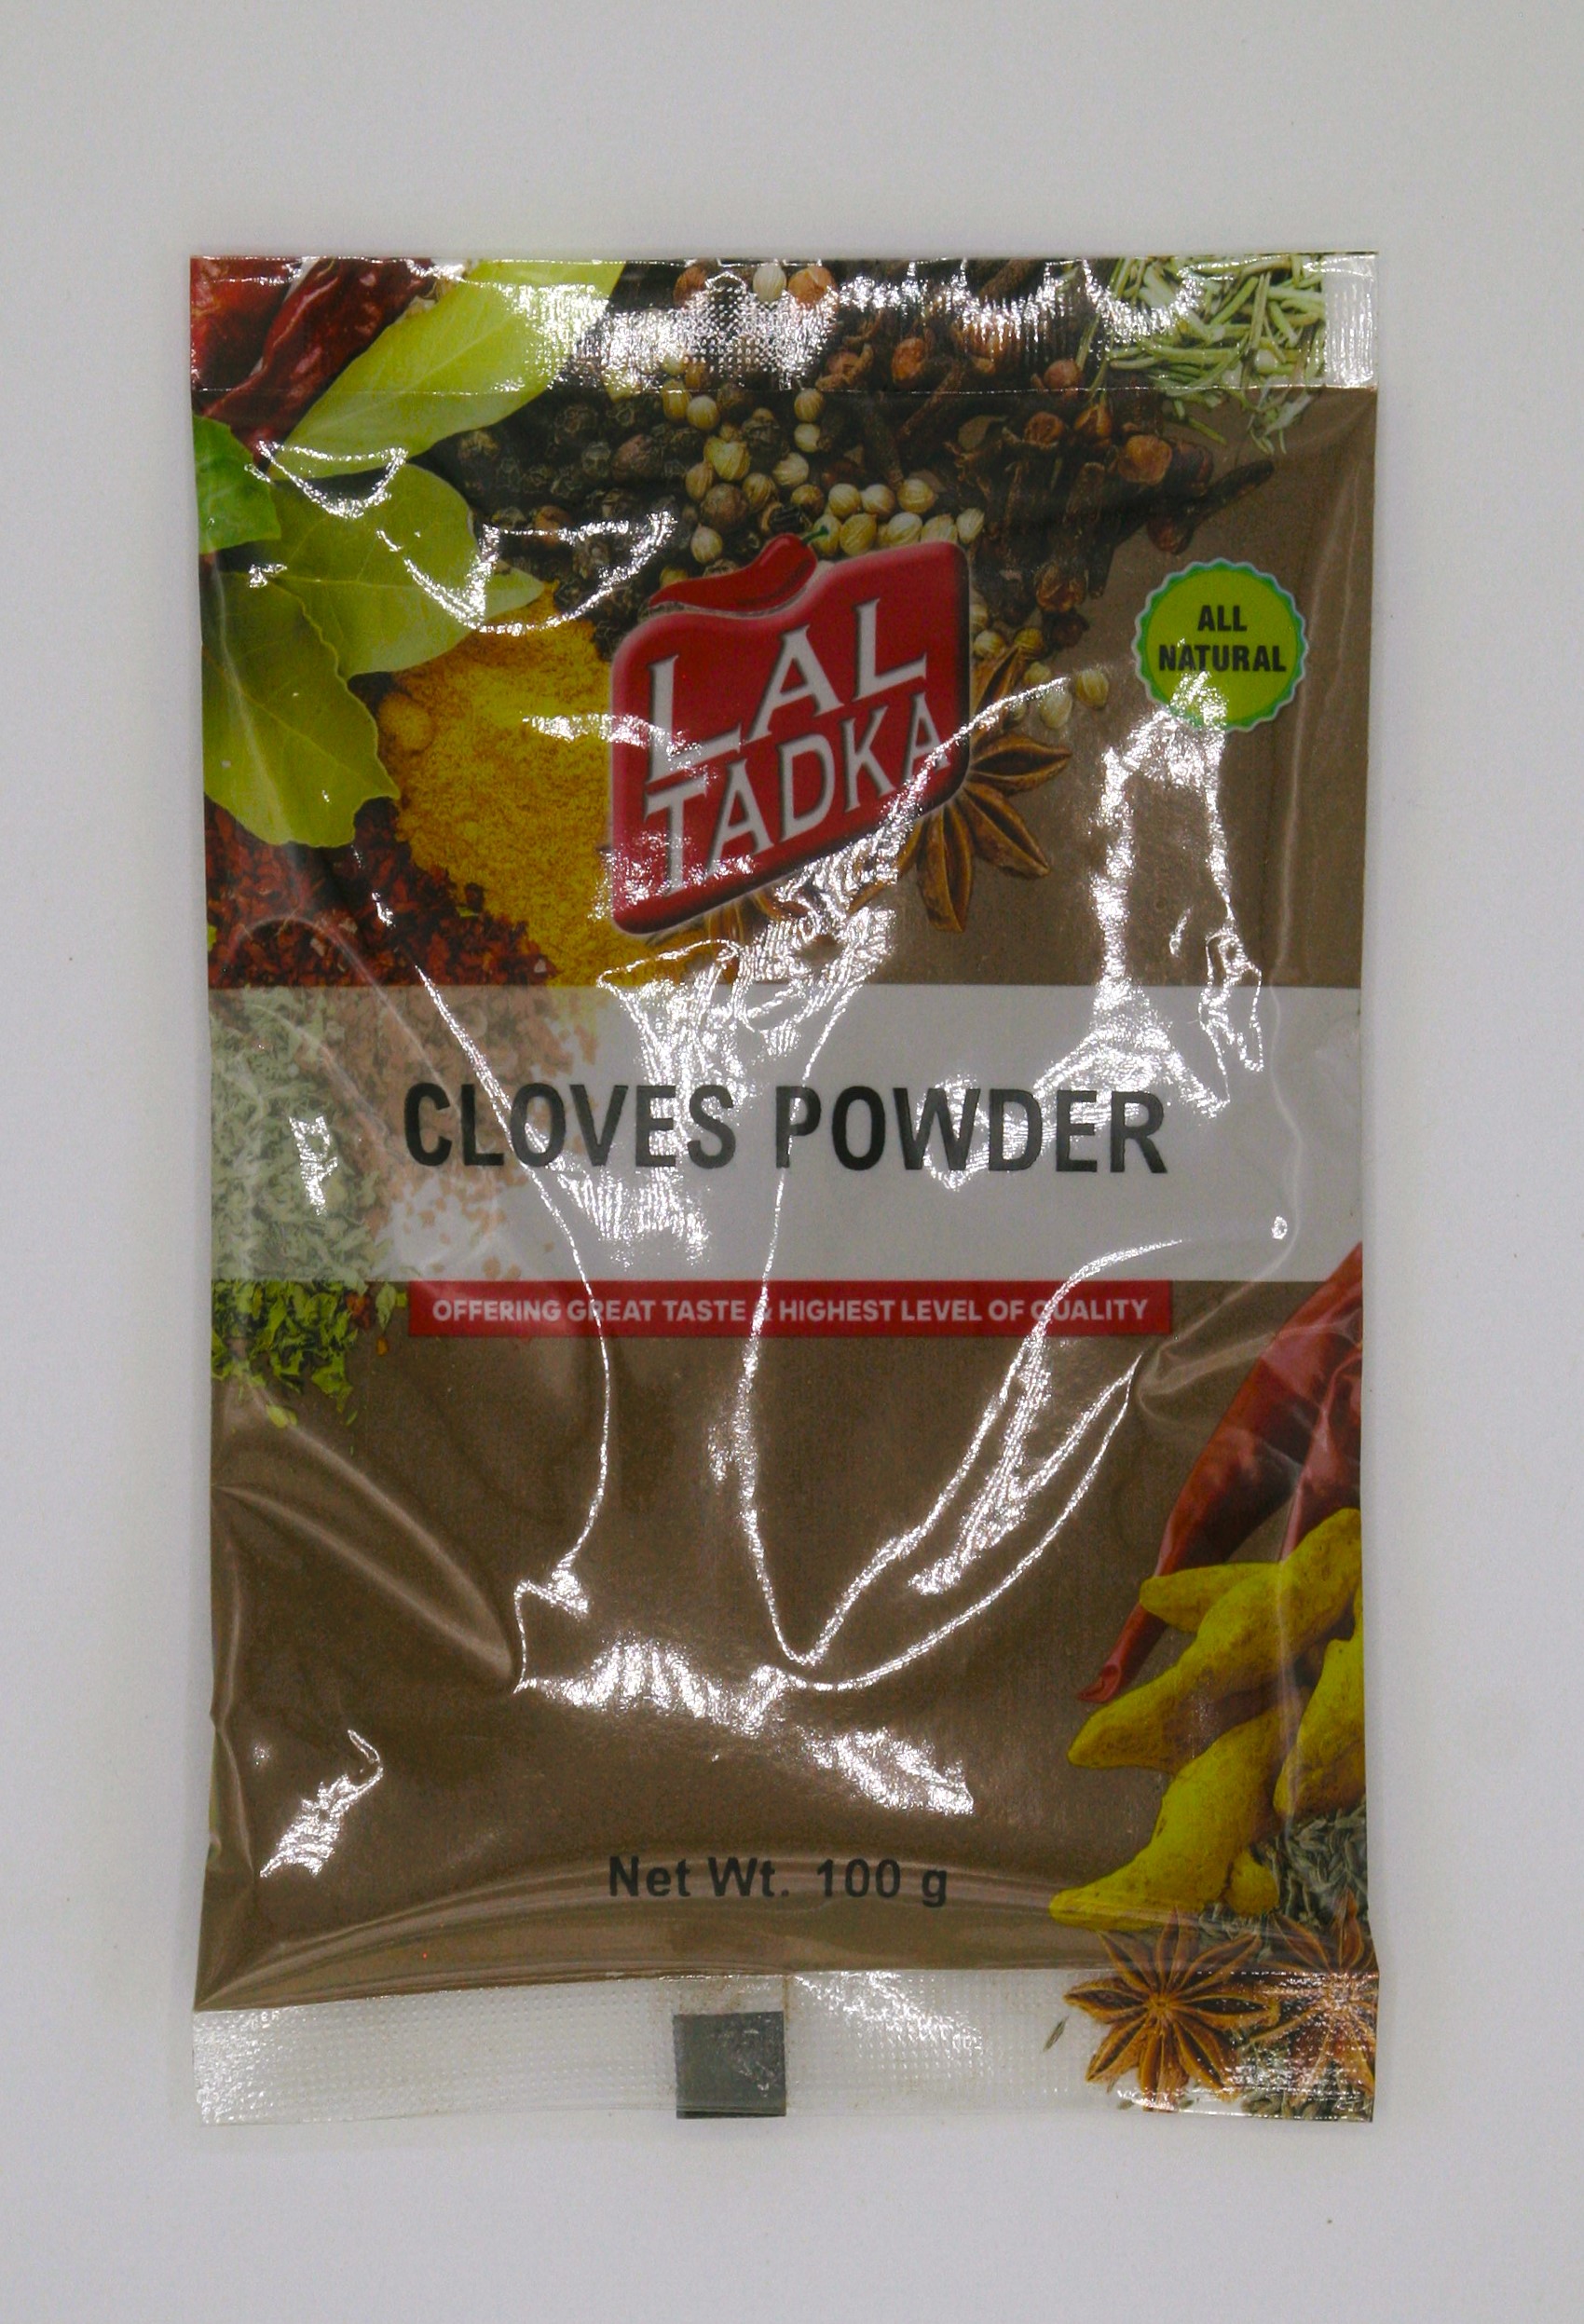 LAL
TADKA
ALL
NATURAL
CLOVES POWDER
OFFERING GREAT TASTE & HIGHEST LEVEL OF QUALITY
Net Wt. 100 g